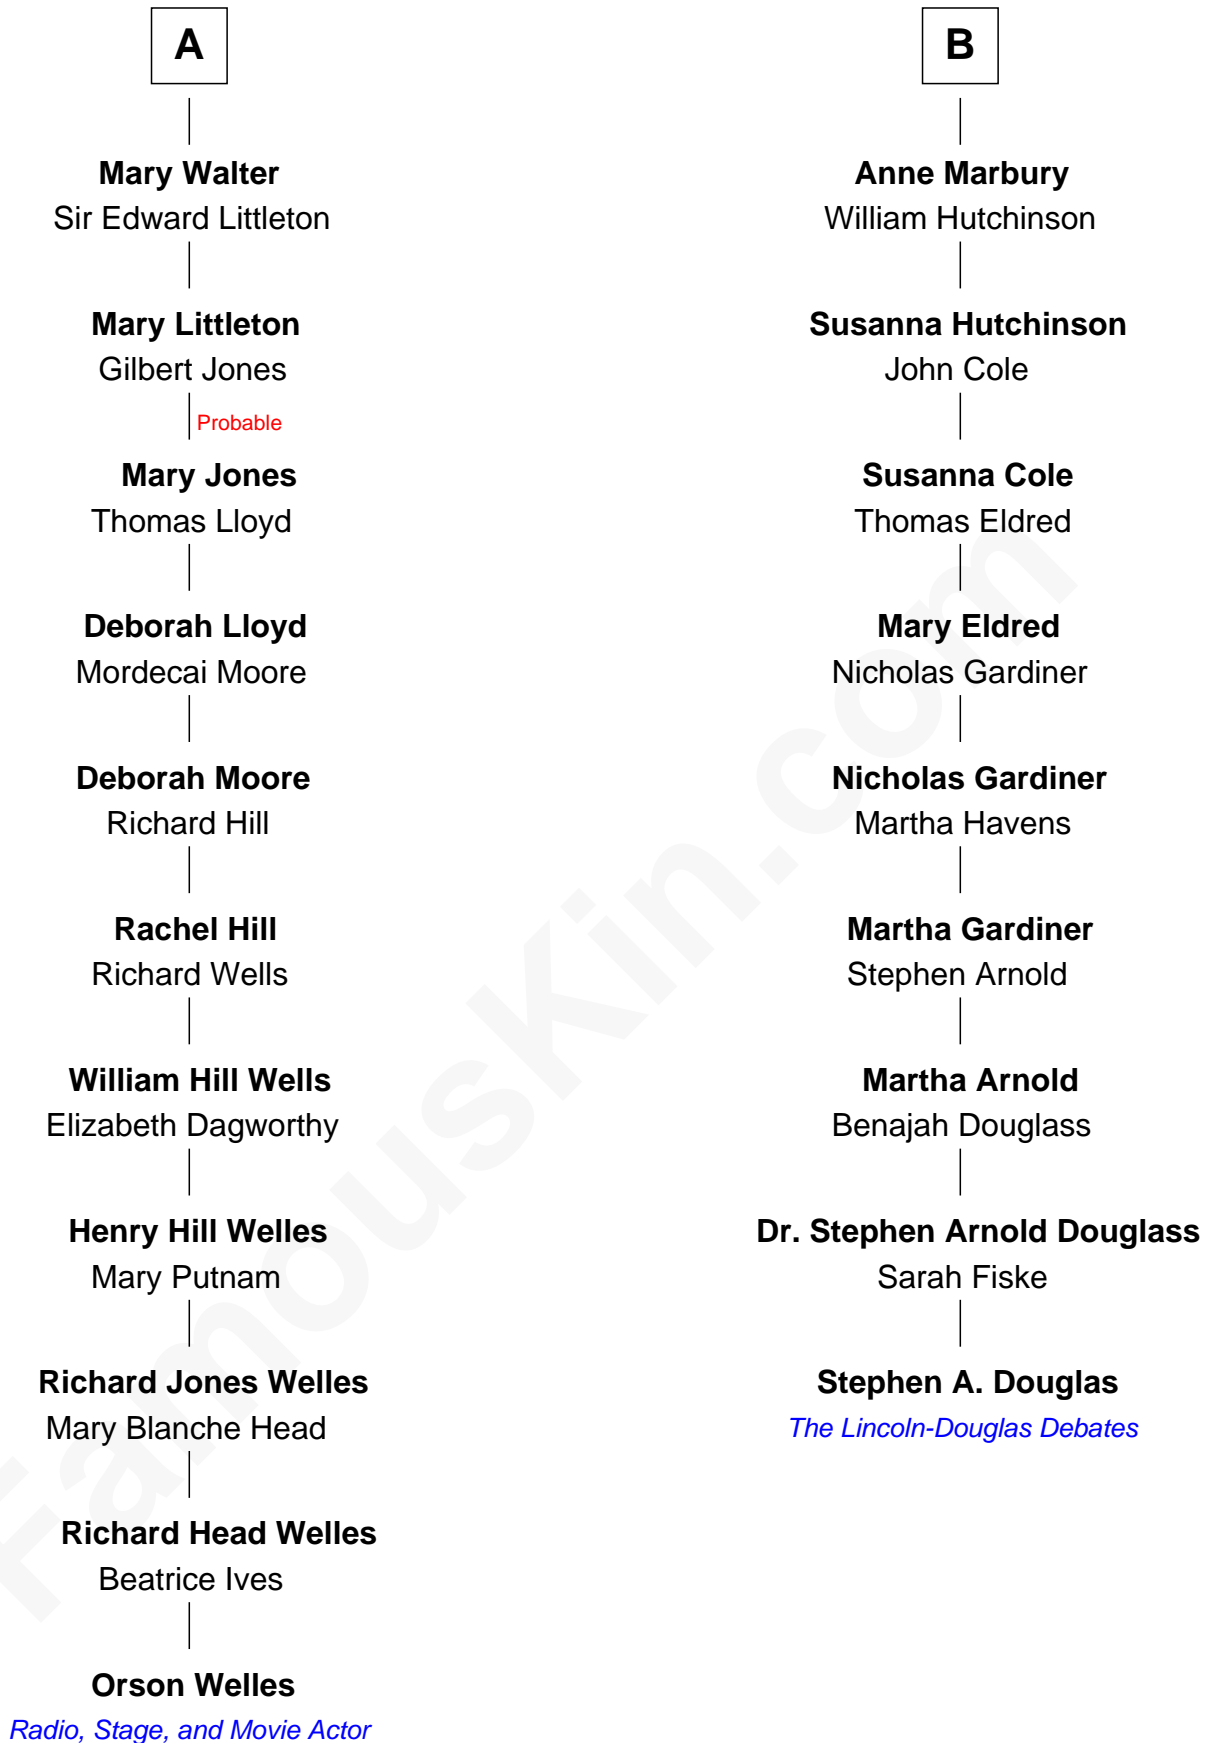 A
Mary Walter
Sir Edward Littleton
Mary Littleton
Gilbert Jones
Probable
Mary Jones
Thomas Lloyd
Deborah Lloyd
Mordecai Moore
Deborah Moore
Richard Hill
Rachel Hill
Richard Wells
William Hill Wells
Elizabeth Dagworthy
Henry Hill Welles
Mary Putnam
Richard Jones Welles
Mary Blanche Head
Richard Head Welles
Beatrice Ives
Orson Welles
Radio, Stage, and Movie Actor
B
Anne Marbury
William Hutchinson
Susanna Hutchinson
John Cole
Susanna Cole
Thomas Eldred
Mary Eldred
Nicholas Gardiner
Nicholas Gardiner
Martha Havens
Martha Gardiner
Stephen Arnold
Martha Arnold
Benajah Douglass
Dr. Stephen Arnold Douglass
Sarah Fiske
Stephen A. Douglas
The Lincoln-Douglas Debates
FamousKin.com